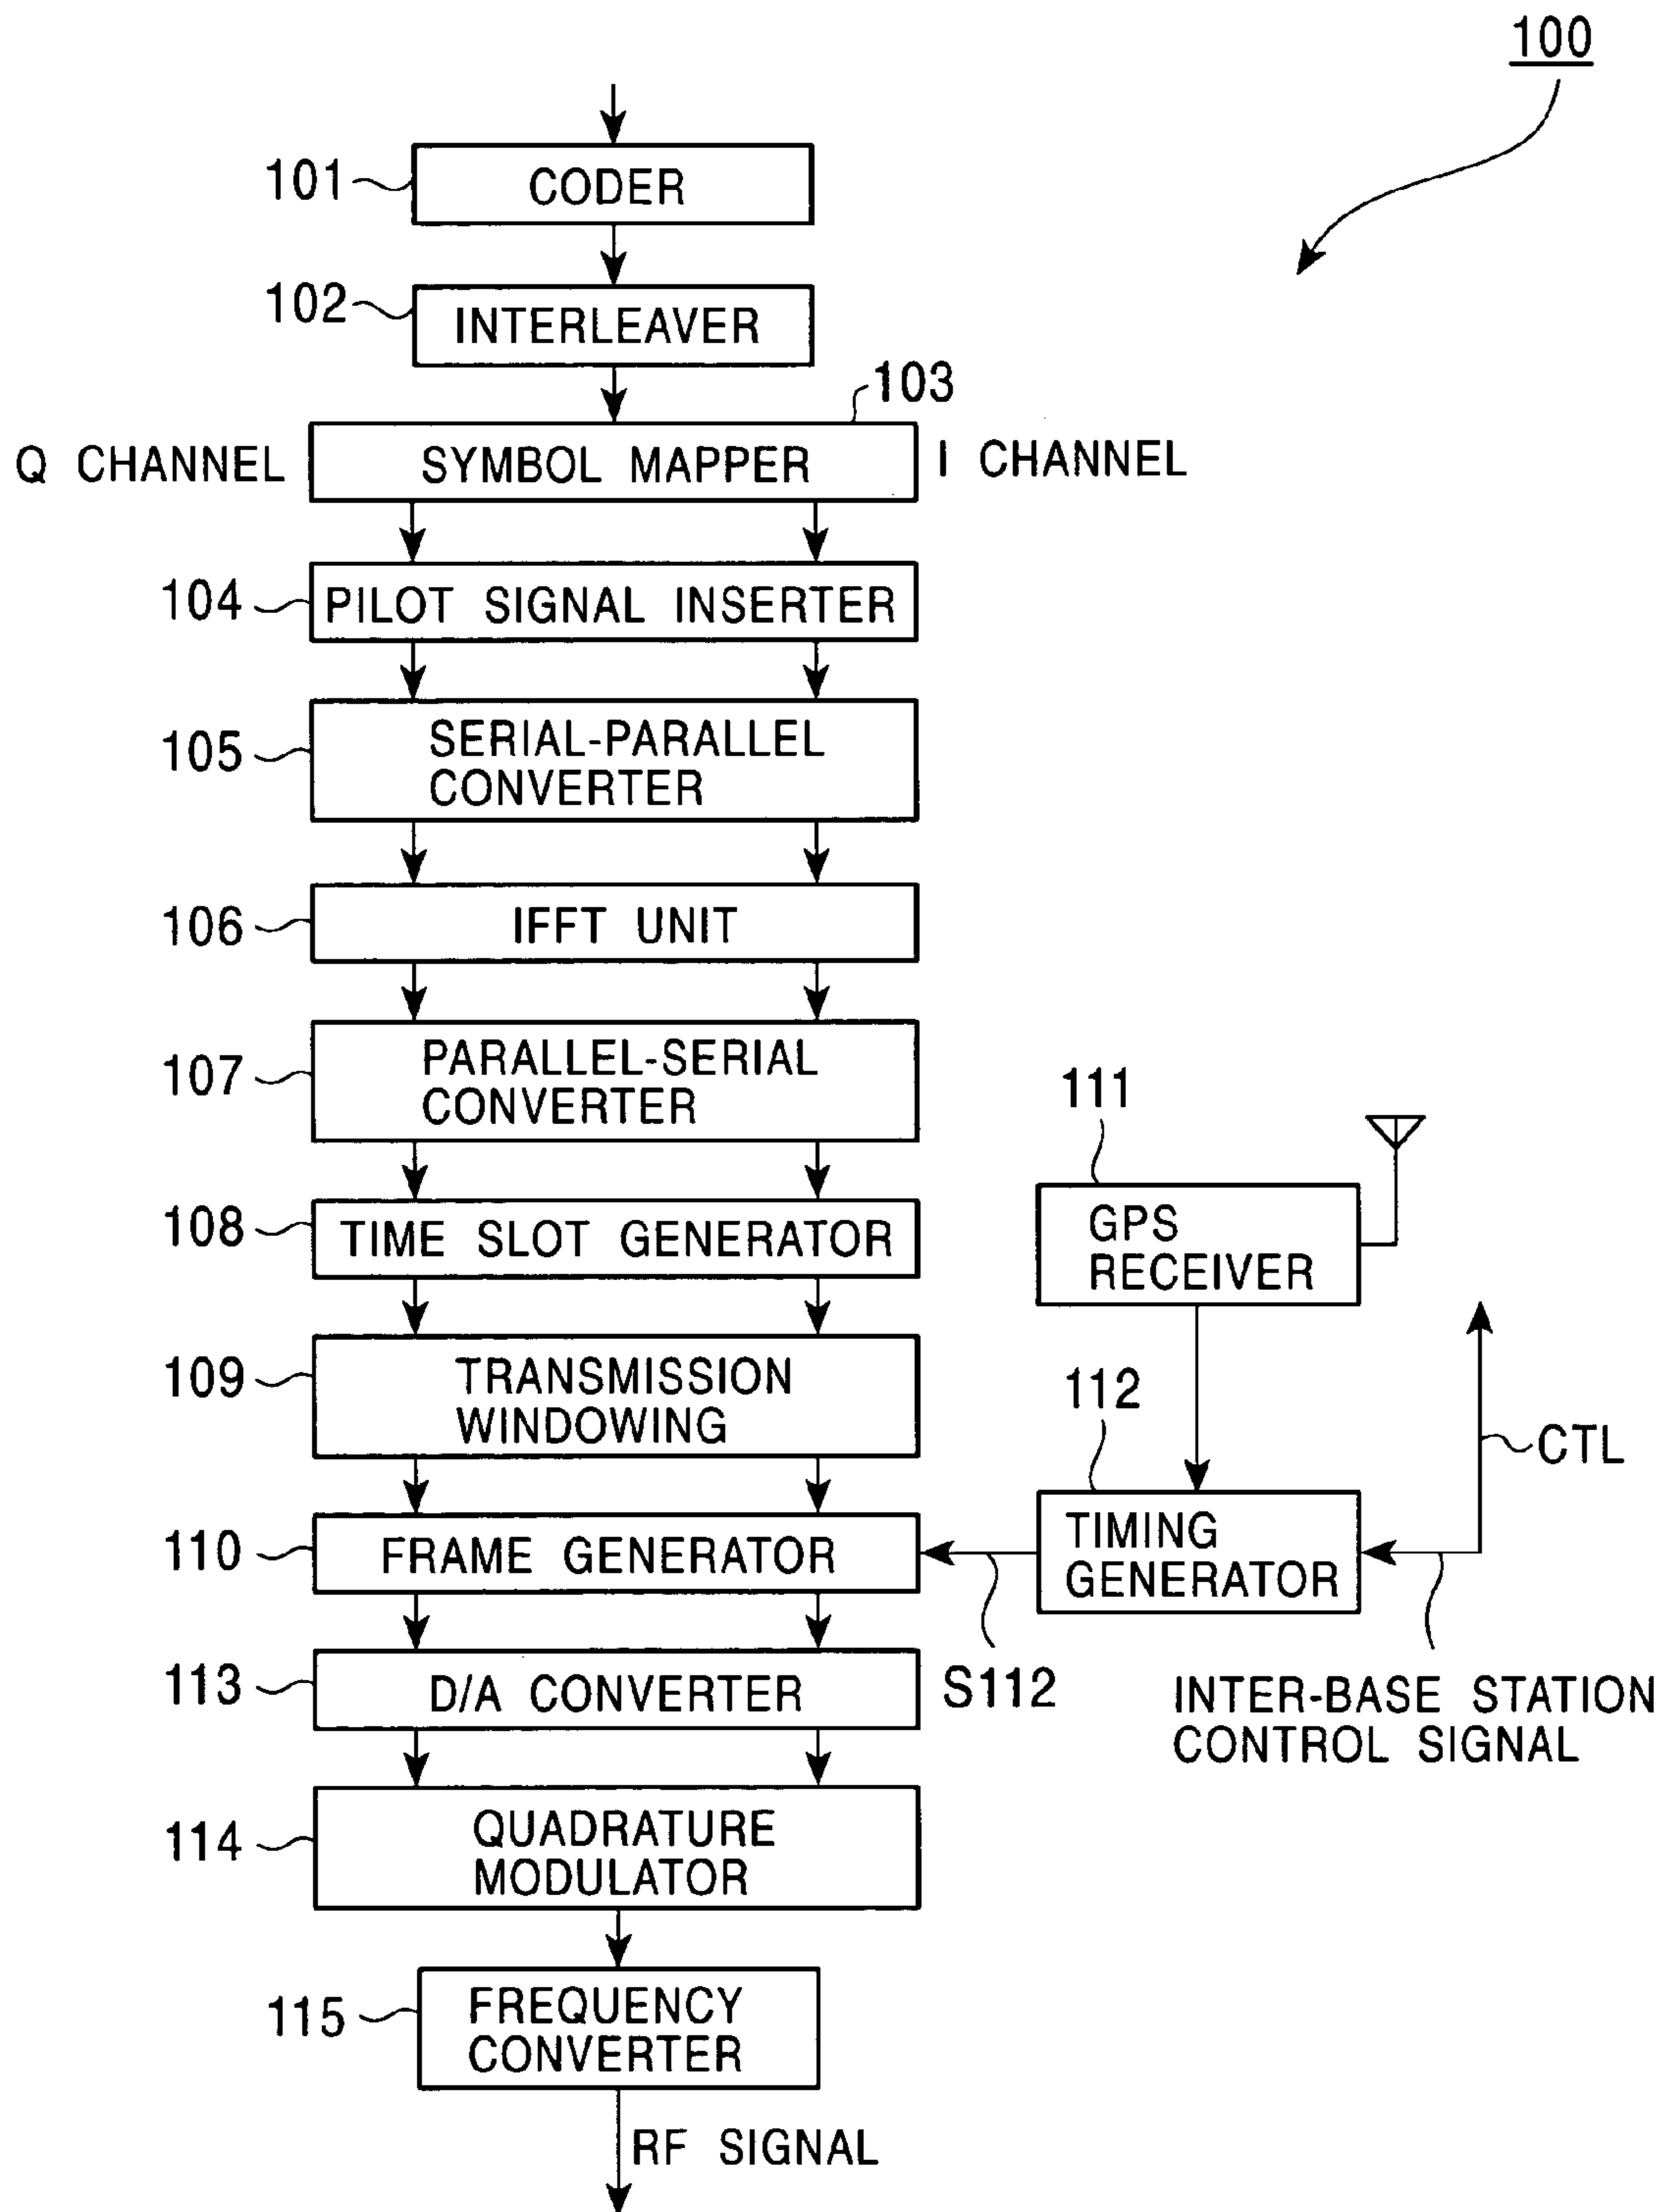 100
101
CODER
102
INTERLEAVER
103
Q CHANNEL
SYMBOL MAPPER
I CHANNEL
104
PILOT SIGNAL INSERTER
105
SERIAL-PARALLEL
CONVERTER
106
IFFT UNIT
107
PARALLEL-SERIAL
CONVERTER
111
108
TIME SLOT GENERATOR
GPS
RECEIVER
109
TRANSMISSION
WINDOWING
112
CTL
110
FRAME GENERATOR
TIMING
GENERATOR
113
D/A CONVERTER
S112
INTER-BASE STATION
CONTROL SIGNAL
114
QUADRATURE
MODULATOR
115
FREQUENCY
CONVERTER
RF SIGNAL